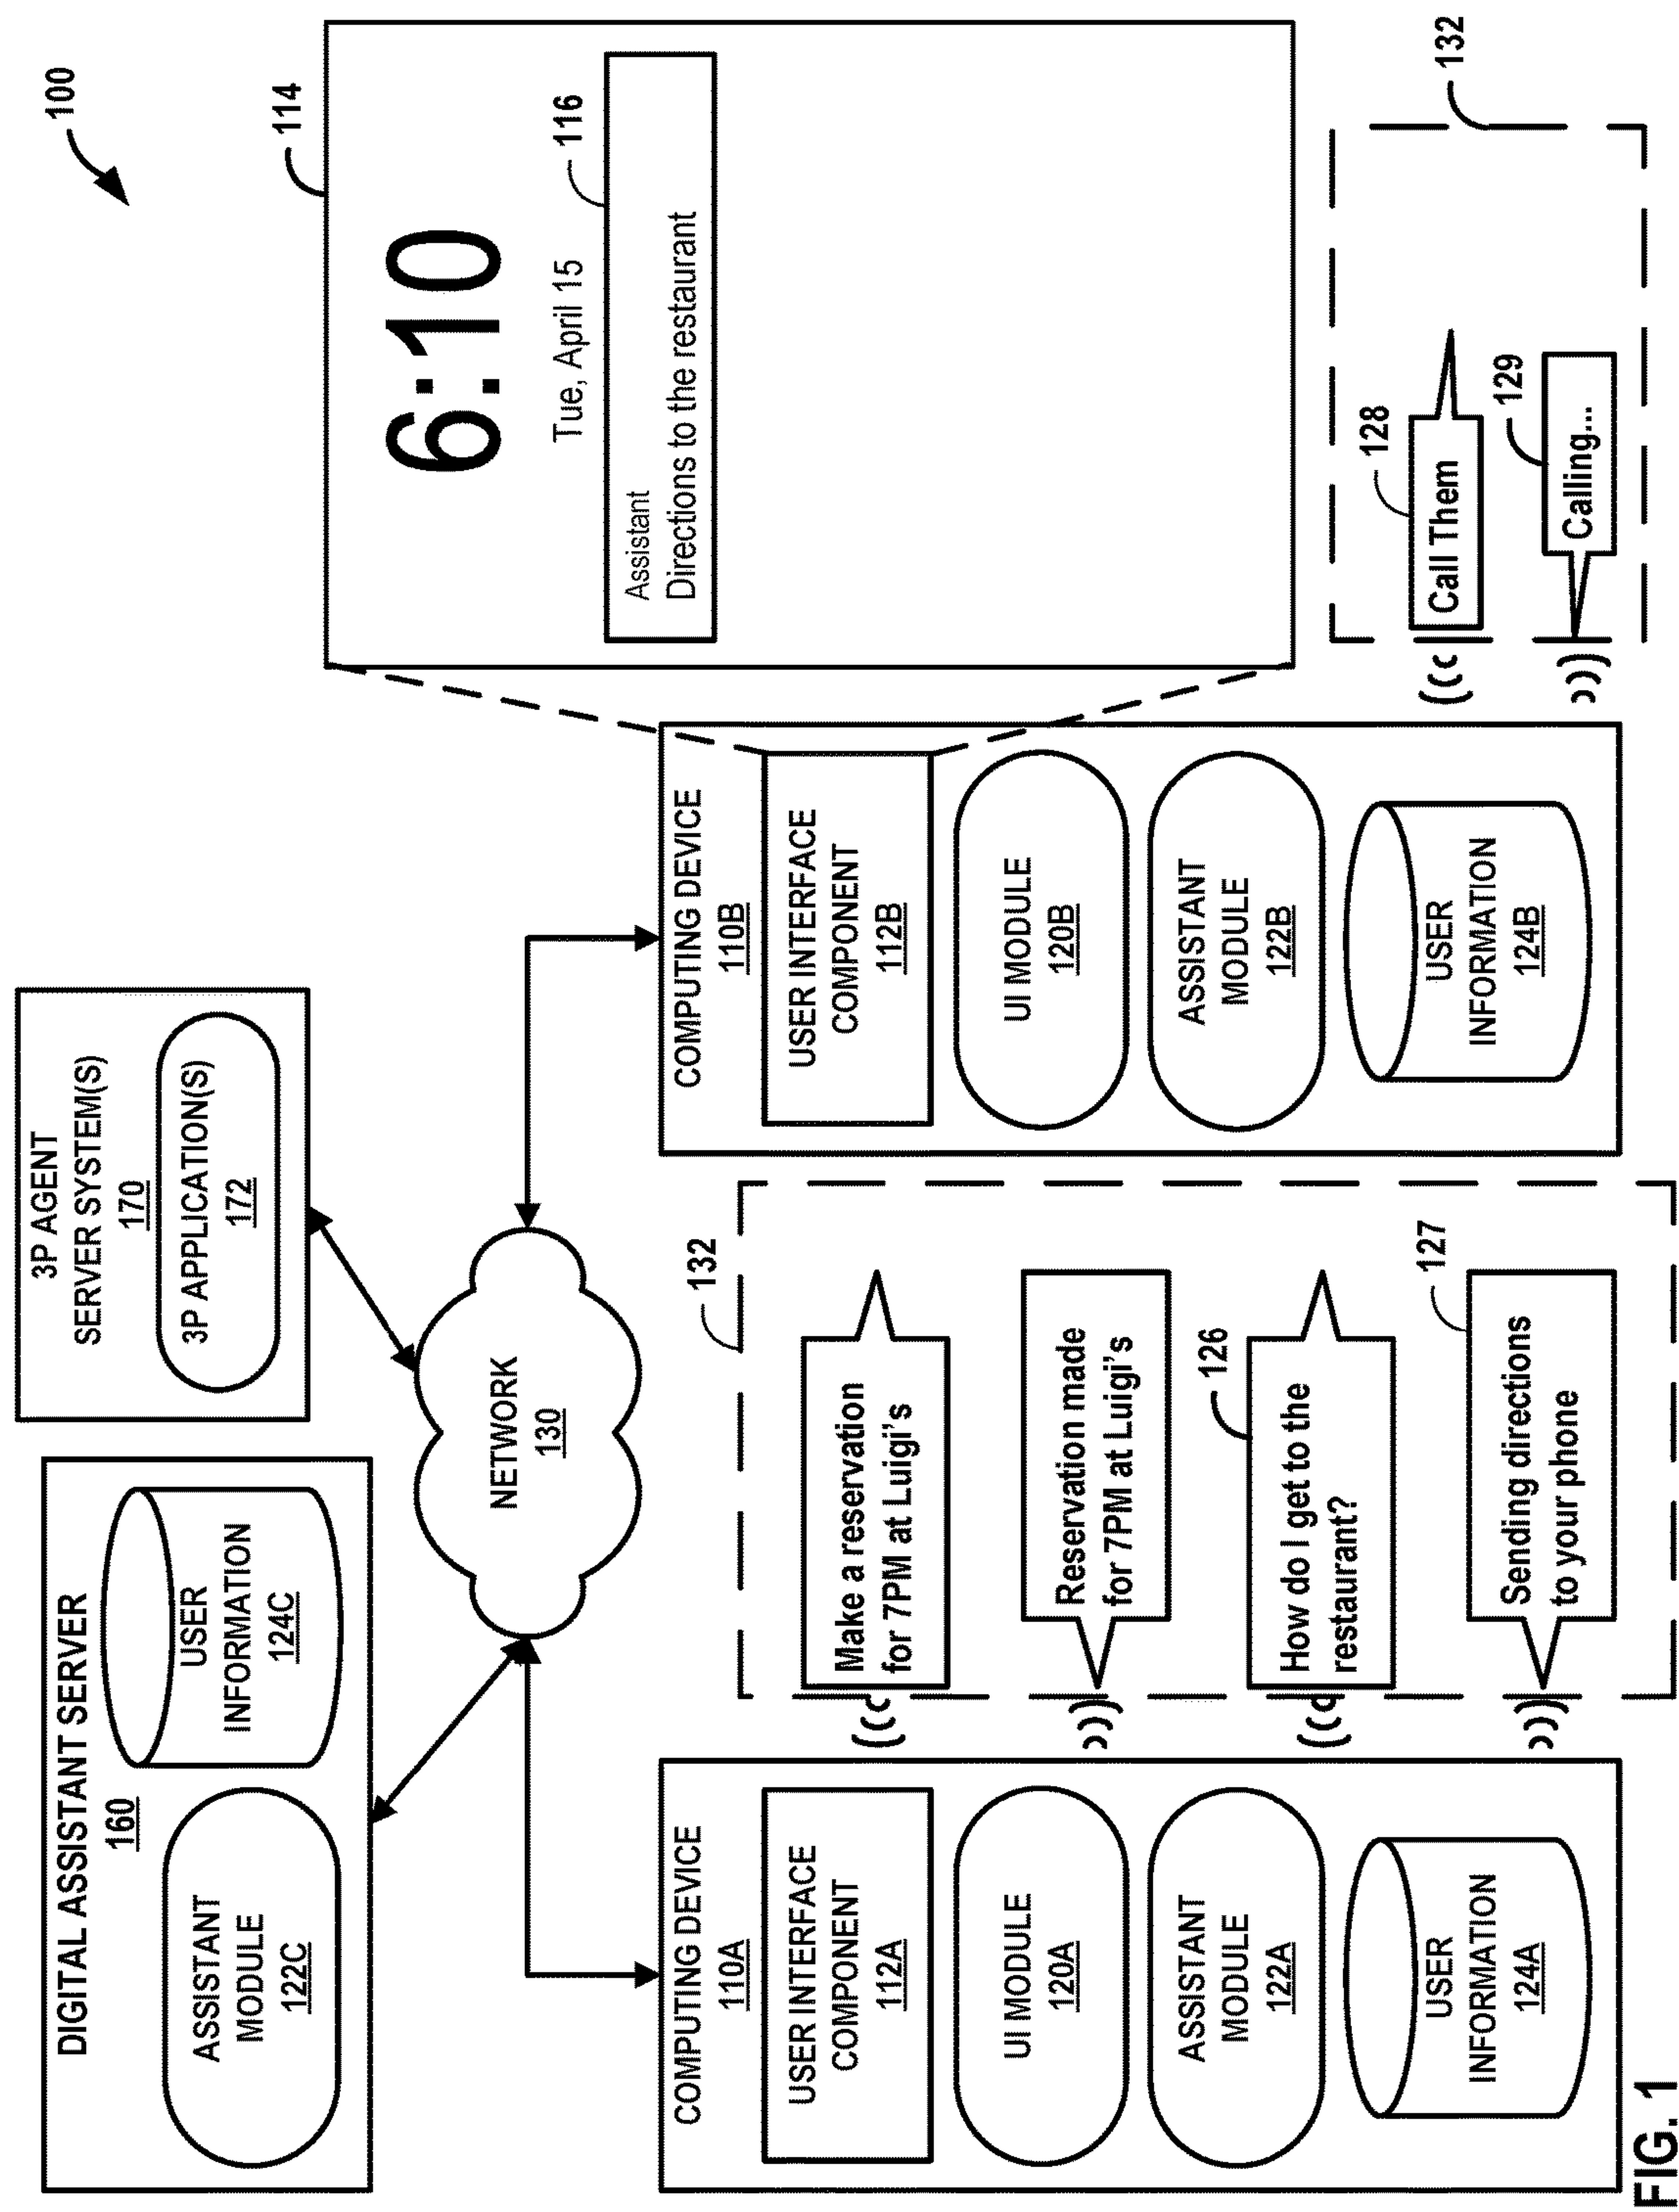 100
DIGITAL ASSISTANT SERVER
160
ASSISTANT
MODULE
122C
USER
INFORMATION
124C
3P AGENT
SERVER SYSTEM(S)
170
3P APPLICATION(S)
172
NETWORK
130
114
6:10
Tue, April 15
116
Assistant
Directions to the restaurant
COMPUTING DEVICE
110A
USER INTERFACE
COMPONENT
112A
UI MODULE
120A
ASSISTANT
MODULE
122A
USER
INFORMATION
124A
132
Make a reservation
for 7PM at Luigi's
Reservation made
for 7PM at Luigi's
126
How do I get to the
restaurant?
127
Sending directions
to your phone
COMPUTING DEVICE
110B
USER INTERFACE
COMPONENT
112B
UI MODULE
120B
ASSISTANT
MODULE
122B
USER
INFORMATION
124B
132
128
Call Them
129
Calling...
FIG. 1